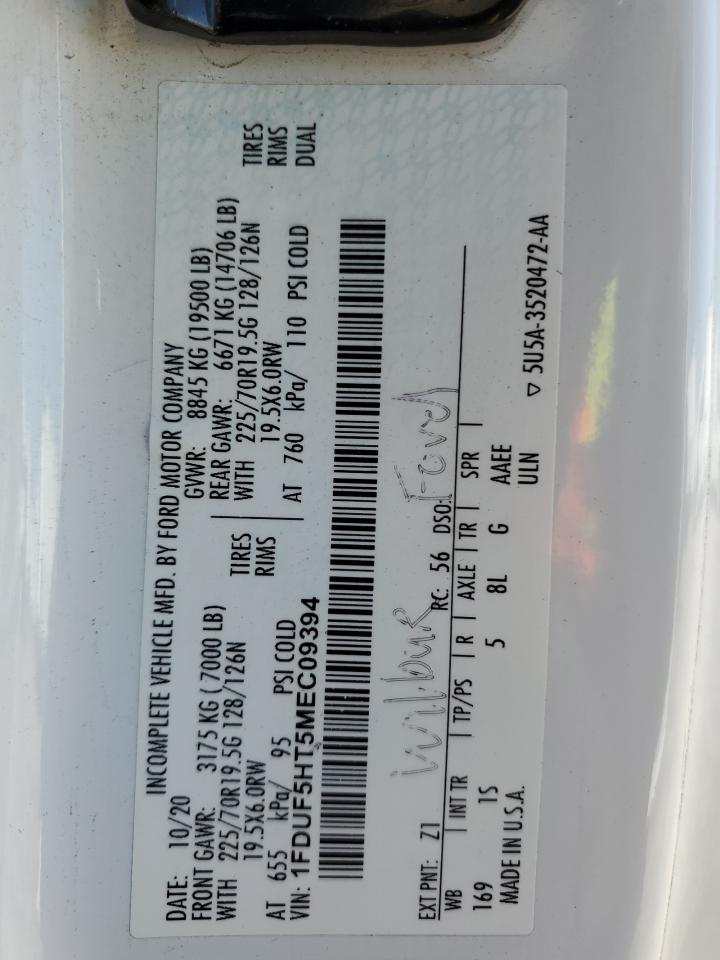 INCOMPLETE VEHICLE MFD. BY FORD MOTOR COMPANY
DATE: 10/20 GVWR: 8845 KG (19500 LB)
FRONT GAWR: 3175 KG ( 7000 LB) REAR GAWR: 6671 KG (14706 LB)
WITH 225/70R19.5G 128/126N TIRES WITH 225/70R19.5G 128/126N TIRES
19.5X6.0RW RIMS 19.5X6.0RW RIMS
AT 655 kPa/ 95 PSI COLD AT 760 kPa/ 110 PSI COLD DUAL
VIN: 1FDUF5HT5MEC09394
Wilbur Ford
EXT PNT: Z1 RC: 56 DSO:
WB INT TR TP/PS R AXLE TR SPR
169 1S 5 8L G AAEE
MADE IN U.S.A. ULN
▽ 5U5A-3520472-AA